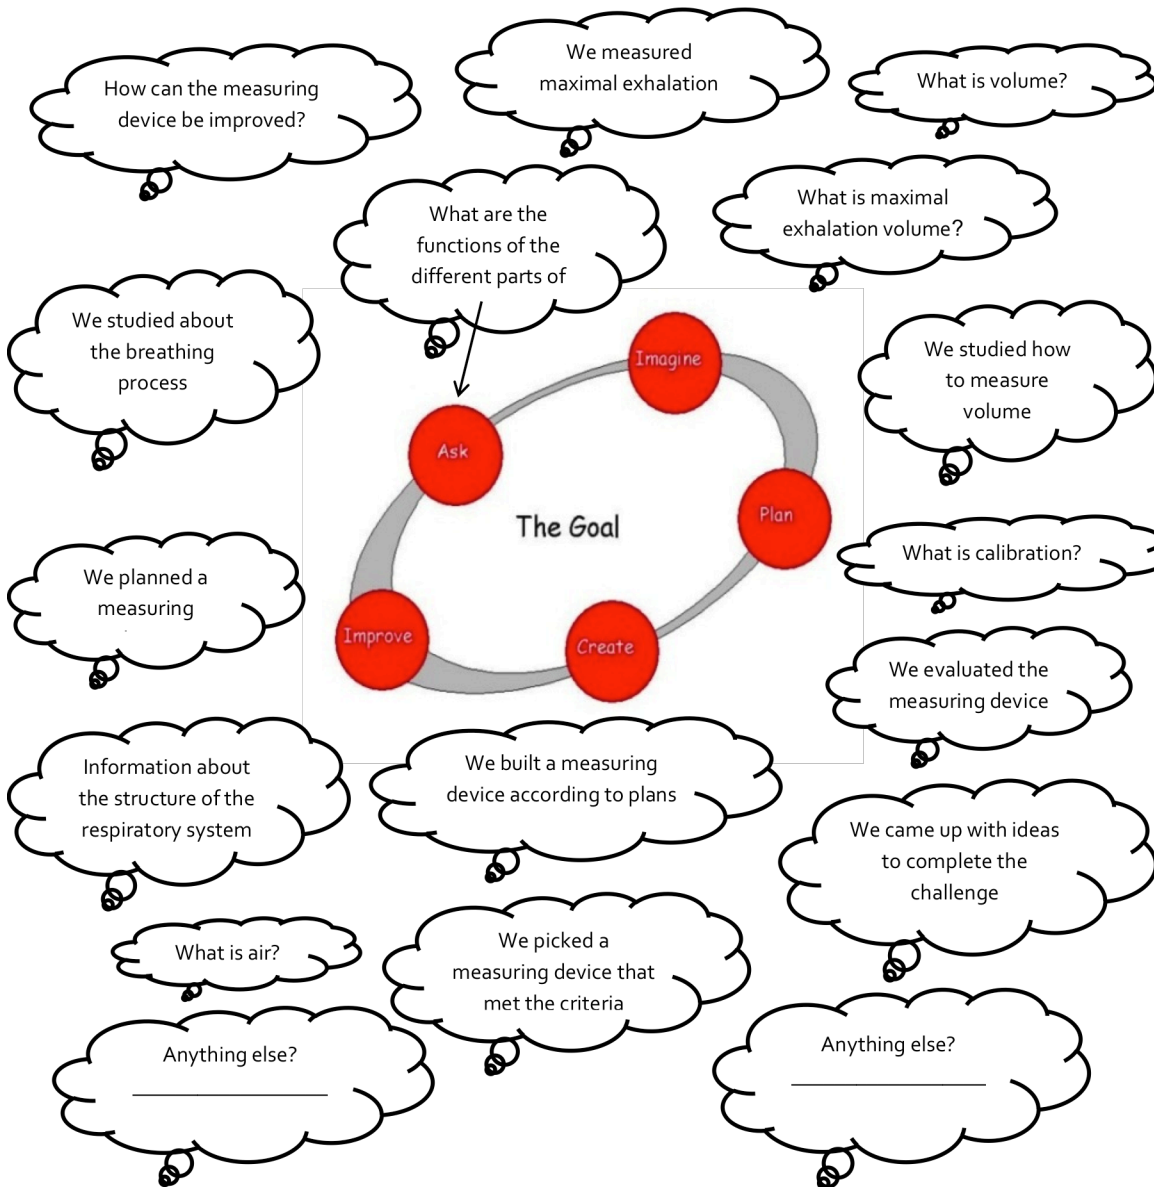 We measured
maximal exhalation
How can the measuring
device be improved?
What is volume?
What are the
functions of the
different parts of
What is maximal
exhalation volume?
We studied about
the breathing
process
We studied how
to measure
volume
Imagine
Ask
Plan
The Goal
What is calibration?
We planned a
measuring
Improve
Create
We evaluated the
measuring device
Information about
the structure of the
respiratory system
We built a measuring
device according to plans
We came up with ideas
to complete the
challenge
What is air?
We picked a
measuring device that
met the criteria
Anything else?
Anything else?